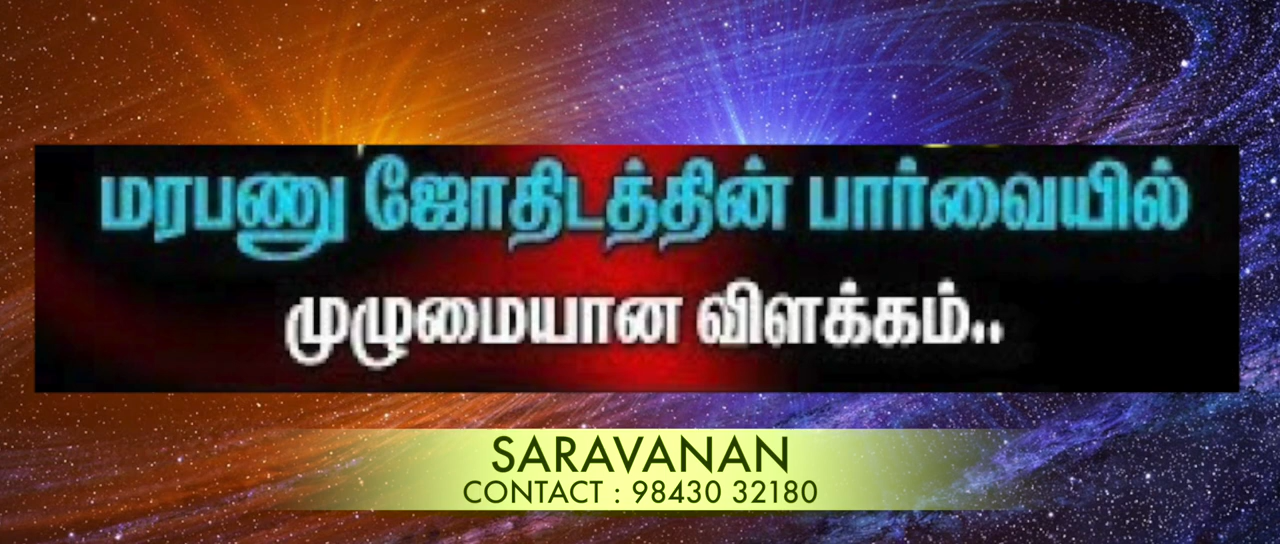 மரபணு ஜோதிடத்தின் பார்வையில்
முழுமையான விளக்கம்..
SARAVANAN
CONTACT : 98430 32180